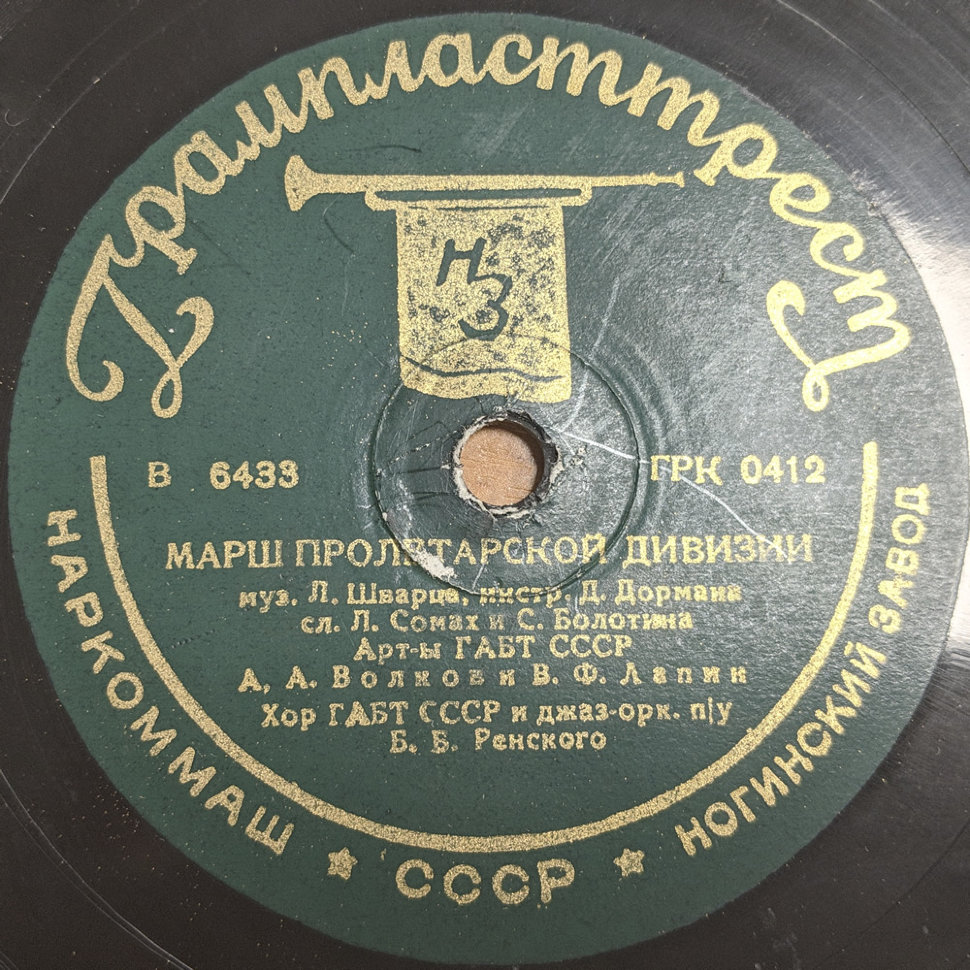 Грампласттрест
НЗ
В 6433
ГРК 0412
МАРШ ПРОЛЕТАРСКОЙ ДИВИЗИИ
муз. Л. Шварца, инстр. Д. Дормана
сл. Л. Сомах и С. Болотина
Арт-ы ГАБТ СССР
А, А. Волков и В. Ф. Лапин
Хор ГАБТ СССР и джаз-орк. п/у
Б. Б. Ренского
НАРКОММАШ ★ СССР ★ НОГИНСКИЙ ЗАВОД